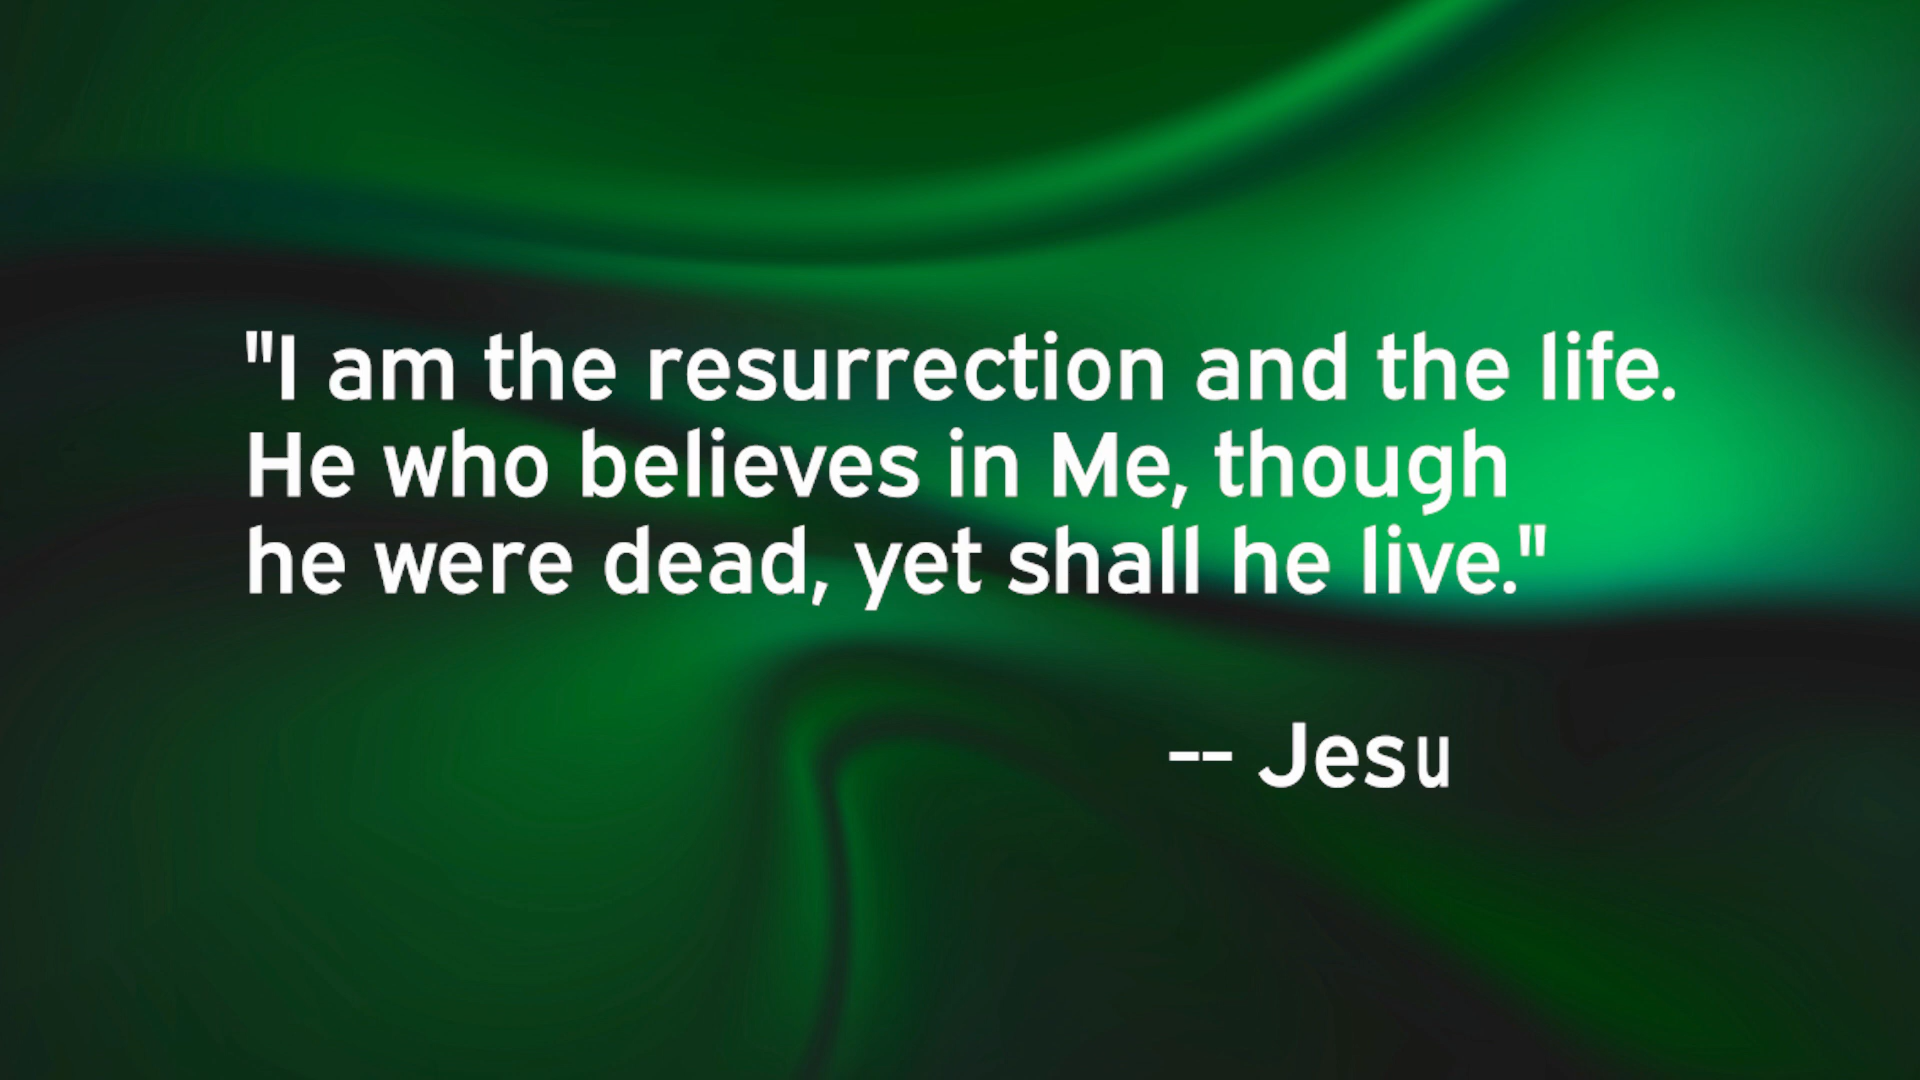 "I am the resurrection and the life.
He who believes in Me, though
he were dead, yet shall he live."
-- Jesu